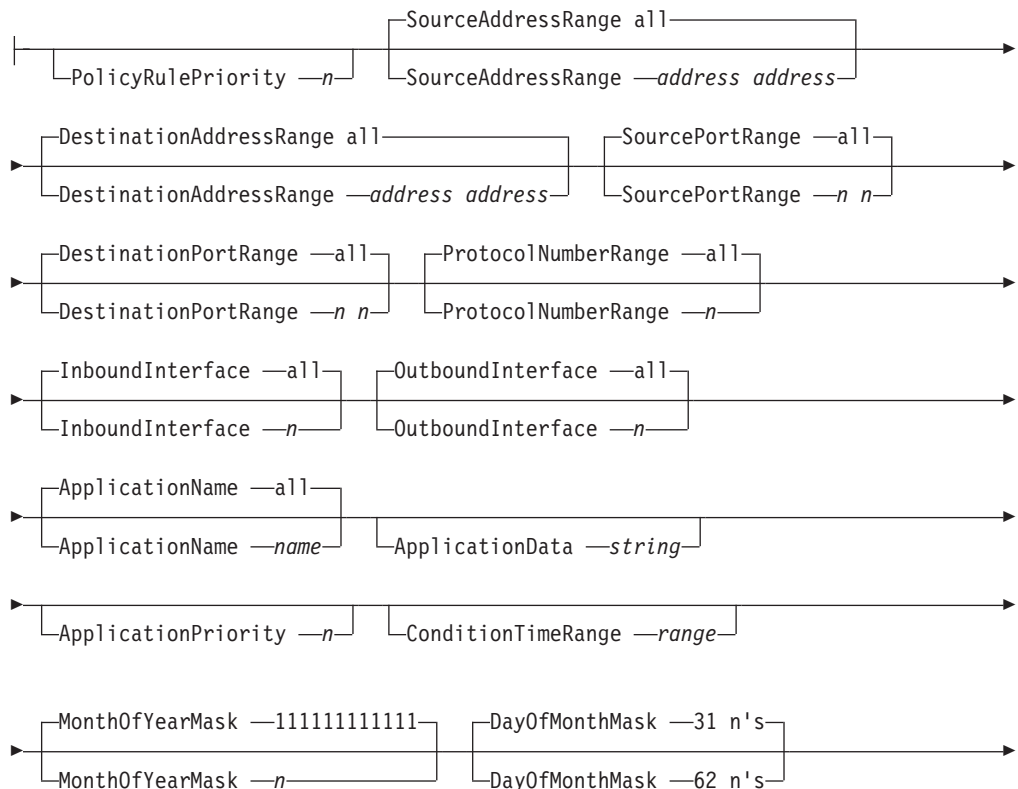 SourceAddressRange all
PolicyRulePriority n SourceAddressRange address address
DestinationAddressRange all SourcePortRange all
DestinationAddressRange address address SourcePortRange n n
DestinationPortRange all ProtocolNumberRange all
DestinationPortRange n n ProtocolNumberRange n
InboundInterface all OutboundInterface all
InboundInterface n OutboundInterface n
ApplicationName all
ApplicationName name ApplicationData string
ApplicationPriority n ConditionTimeRange range
MonthOfYearMask 111111111111 DayOfMonthMask 31 n's
MonthOfYearMask n DayOfMonthMask 62 n's